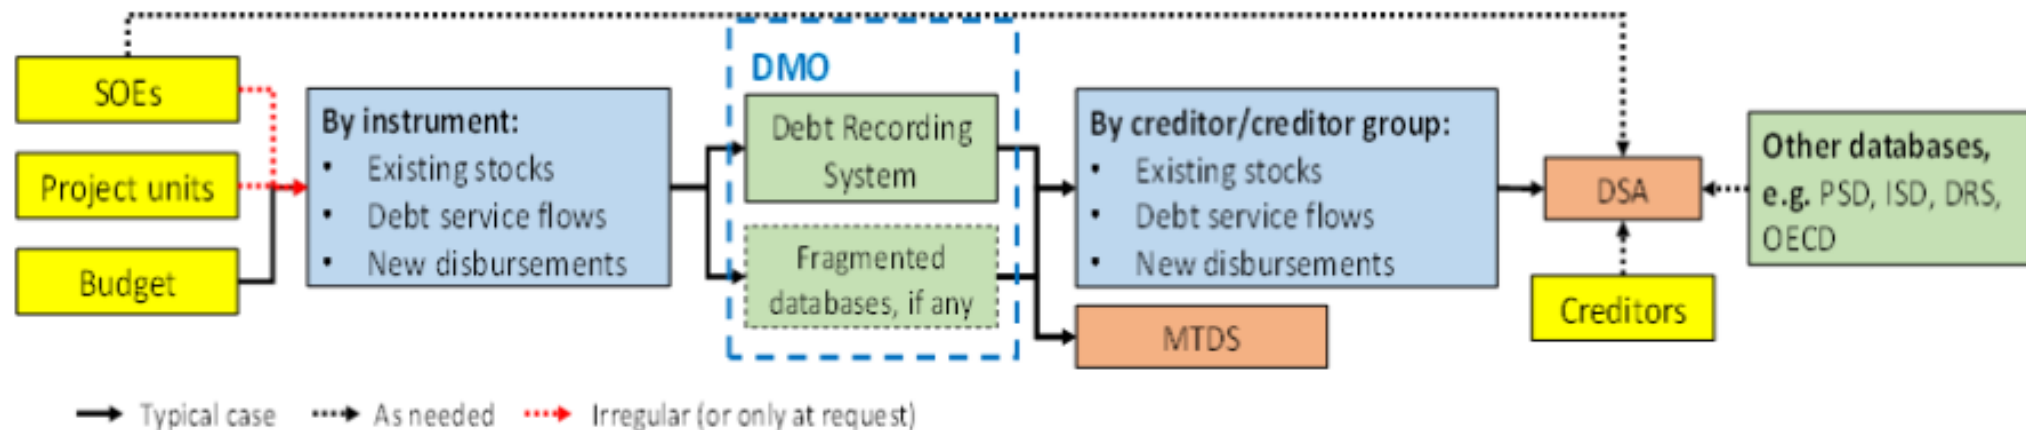 SOEs
Project units
Budget
By instrument:
• Existing stocks
• Debt service flows
• New disbursements
DMO
Debt Recording
System
Fragmented
databases, if any
By creditor/creditor group:
• Existing stocks
• Debt service flows
• New disbursements
MTDS
DSA
Creditors
Other databases,
e.g. PSD, ISD, DRS,
OECD
Typical case
As needed
Irregular (or only at request)